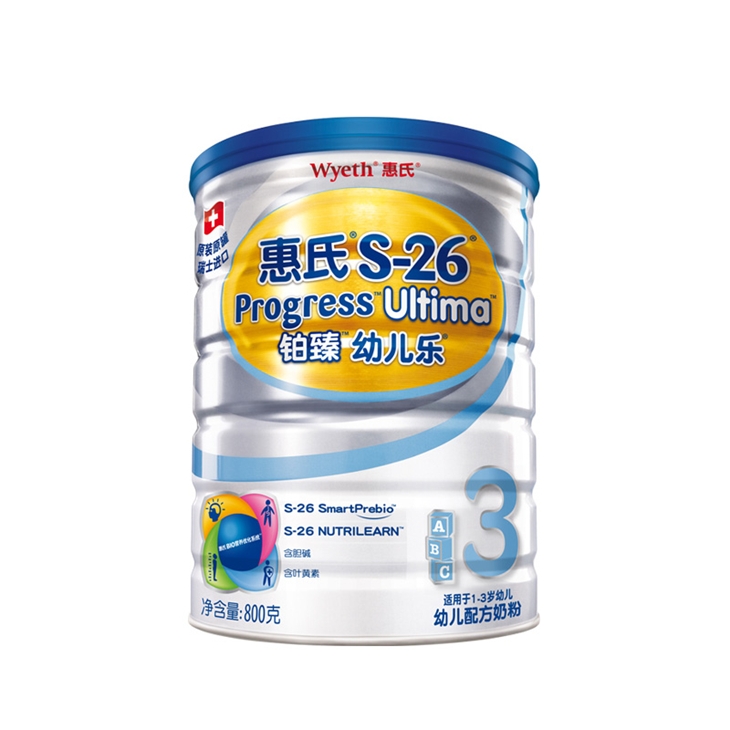 Wyeth® 惠氏®
原装原罐
瑞士进口
惠氏® S-26®
Progress™ Ultima™
铂臻™ 幼儿乐®
S-26 SmartPrebio™
S-26 NUTRILEARN™
含胆碱
含叶黄素
净含量:800克
3
A
B
C
适用于1-3岁幼儿
幼儿配方奶粉